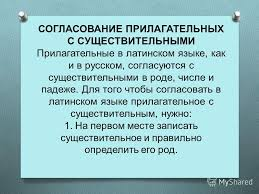 СОГЛАСОВАНИЕ ПРИЛАГАТЕЛЬНЫХ
С СУЩЕСТВИТЕЛЬНЫМИ
Прилагательные в латинском языке, как
и в русском, согласуются с
существительными в роде, числе и
падеже. Для того чтобы согласовать в
латинском языке прилагательное с
существительным, нужно:
1. На первом месте записать
существительное и правильно
определить его род.
MyShared